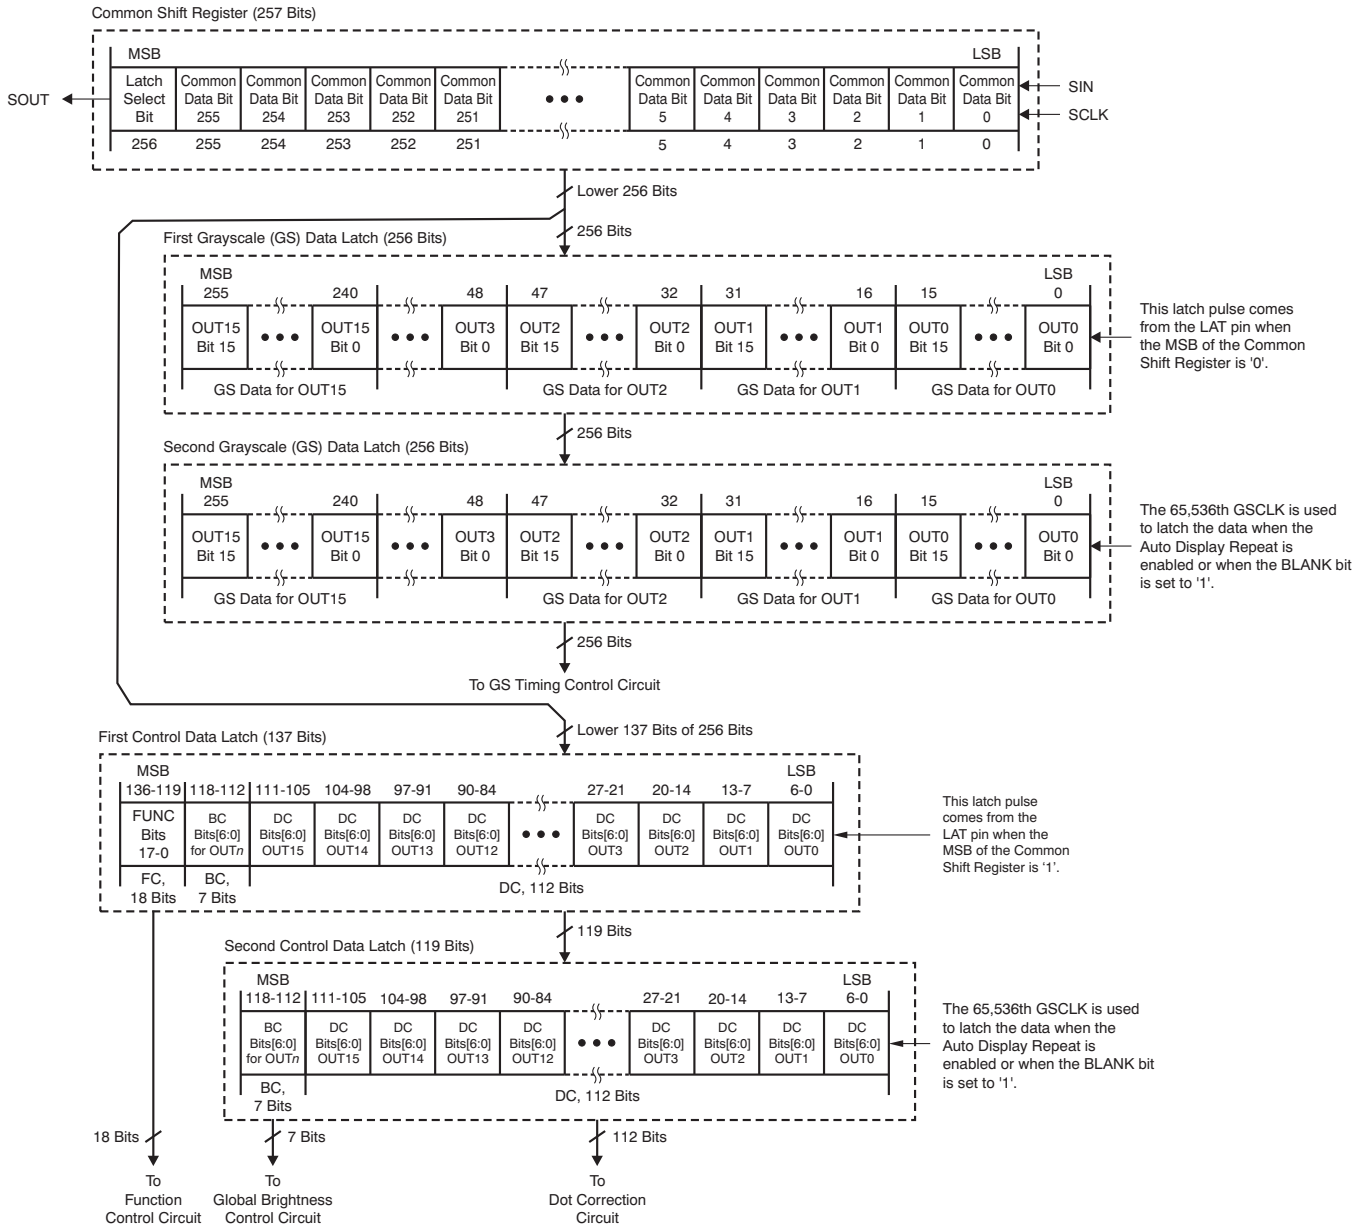 Common Shift Register (257 Bits)
MSB LSB
Latch Select Bit Common Data Bit 255 Common Data Bit 254 Common Data Bit 253 Common Data Bit 252 Common Data Bit 251 ••• Common Data Bit 5 Common Data Bit 4 Common Data Bit 3 Common Data Bit 2 Common Data Bit 1 Common Data Bit 0
SOUT
SIN
SCLK
256 255 254 253 252 251 5 4 3 2 1 0
Lower 256 Bits
256 Bits
First Grayscale (GS) Data Latch (256 Bits)
MSB LSB
255 240 48 47 32 31 16 15 0
OUT15 Bit 15 ••• OUT15 Bit 0 ••• OUT3 Bit 0 OUT2 Bit 15 ••• OUT2 Bit 0 OUT1 Bit 15 ••• OUT1 Bit 0 OUT0 Bit 15 ••• OUT0 Bit 0
GS Data for OUT15 GS Data for OUT2 GS Data for OUT1 GS Data for OUT0
This latch pulse comes
from the LAT pin when
the MSB of the Common
Shift Register is '0'.
256 Bits
Second Grayscale (GS) Data Latch (256 Bits)
MSB LSB
255 240 48 47 32 31 16 15 0
OUT15 Bit 15 ••• OUT15 Bit 0 ••• OUT3 Bit 0 OUT2 Bit 15 ••• OUT2 Bit 0 OUT1 Bit 15 ••• OUT1 Bit 0 OUT0 Bit 15 ••• OUT0 Bit 0
GS Data for OUT15 GS Data for OUT2 GS Data for OUT1 GS Data for OUT0
The 65,536th GSCLK is used
to latch the data when the
Auto Display Repeat is
enabled or when the BLANK bit
is set to '1'.
256 Bits
To GS Timing Control Circuit
Lower 137 Bits of 256 Bits
First Control Data Latch (137 Bits)
MSB LSB
136-119 118-112 111-105 104-98 97-91 90-84 27-21 20-14 13-7 6-0
FUNC Bits 17-0 BC Bits[6:0] for OUTn DC Bits[6:0] OUT15 DC Bits[6:0] OUT14 DC Bits[6:0] OUT13 DC Bits[6:0] OUT12 ••• DC Bits[6:0] OUT3 DC Bits[6:0] OUT2 DC Bits[6:0] OUT1 DC Bits[6:0] OUT0
FC, 18 Bits BC, 7 Bits DC, 112 Bits
This latch pulse
comes from the
LAT pin when the
MSB of the Common
Shift Register is ‘1’.
119 Bits
Second Control Data Latch (119 Bits)
MSB LSB
118-112 111-105 104-98 97-91 90-84 27-21 20-14 13-7 6-0
BC Bits[6:0] for OUTn DC Bits[6:0] OUT15 DC Bits[6:0] OUT14 DC Bits[6:0] OUT13 DC Bits[6:0] OUT12 ••• DC Bits[6:0] OUT3 DC Bits[6:0] OUT2 DC Bits[6:0] OUT1 DC Bits[6:0] OUT0
BC, 7 Bits DC, 112 Bits
The 65,536th GSCLK is used
to latch the data when the
Auto Display Repeat is
enabled or when the BLANK bit
is set to '1'.
18 Bits 7 Bits 112 Bits
To Function Control Circuit
To Global Brightness Control Circuit
To Dot Correction Circuit